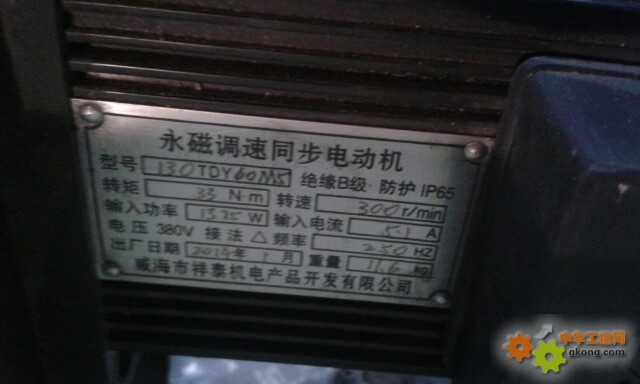 永磁调速同步电动机
型号 130TDY60M5 绝缘B级 防护 IP65
转矩 33 N·m 转速 300 r/min
输入功率 1325 W 输入电流 5.1 A
电压 380V 接法 △ 频率 250 HZ
出厂日期 2014年 1月 重量 11.6 kg
威海市祥泰机电产品开发有限公司
中华工控网
gkong.com